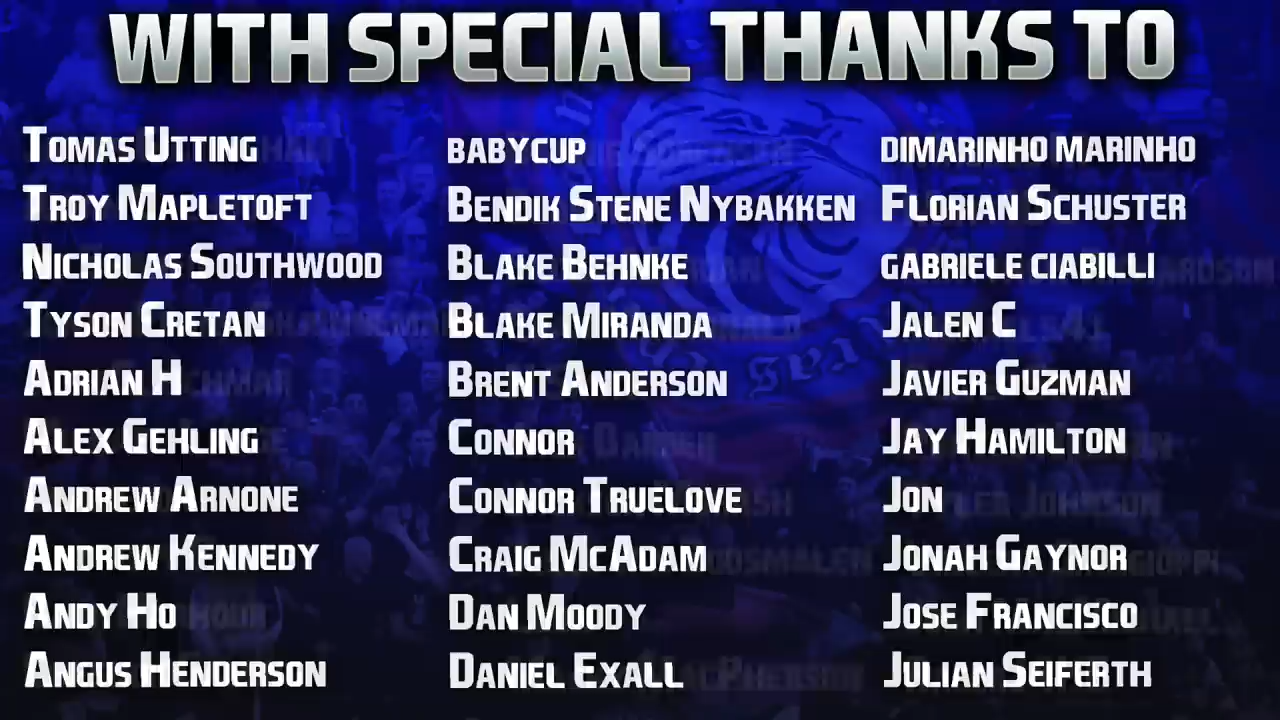 WITH SPECIAL THANKS TO
TOMAS UTTING
TROY MAPLETOFT
NICHOLAS SOUTHWOOD
TYSON CRETAN
ADRIAN H
ALEX GEHLING
ANDREW ARNONE
ANDREW KENNEDY
ANDY HO
ANGUS HENDERSON
BABYCUP
BENDIK STENE NYBAKKEN
BLAKE BEHNKE
BLAKE MIRANDA
BRENT ANDERSON
CONNOR
CONNOR TRUELOVE
CRAIG MCADAM
DAN MOODY
DANIEL EXALL
DIMARINHO MARINHO
FLORIAN SCHUSTER
GABRIELE CIABILLI
JALEN C
JAVIER GUZMAN
JAY HAMILTON
JON
JONAH GAYNOR
JOSE FRANCISCO
JULIAN SEIFERTH